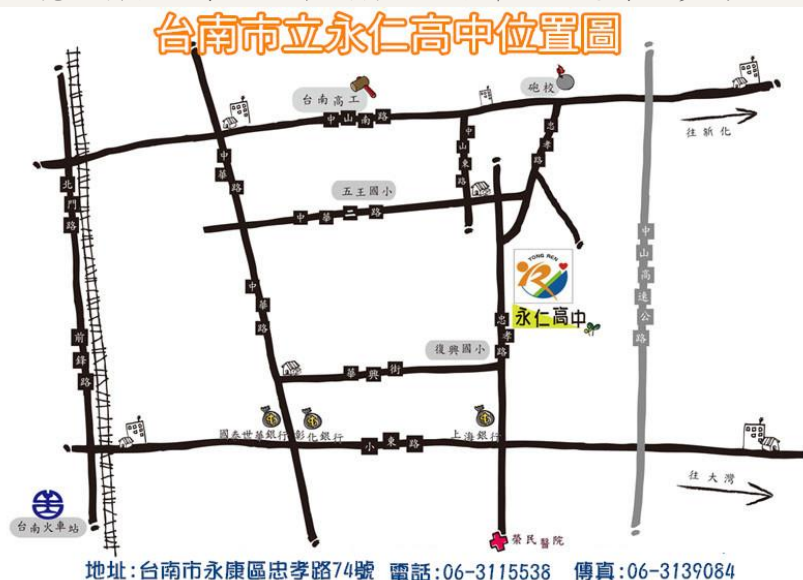 台南市立永仁高中位置圖
砲校
台南高工
中山南路
往新化
忠孝路
中山東路
中華路
五王國小
北門路
中華二路
中山高速公路
YONG REN
永仁高中
中華路
忠孝路
前鋒路
復興國小
華興街
國泰世華銀行
彰化銀行
上海銀行
小東路
往大灣
台南火車站
榮民醫院
地址:台南市永康區忠孝路74號 電話:06-3115538 傳真:06-3139084